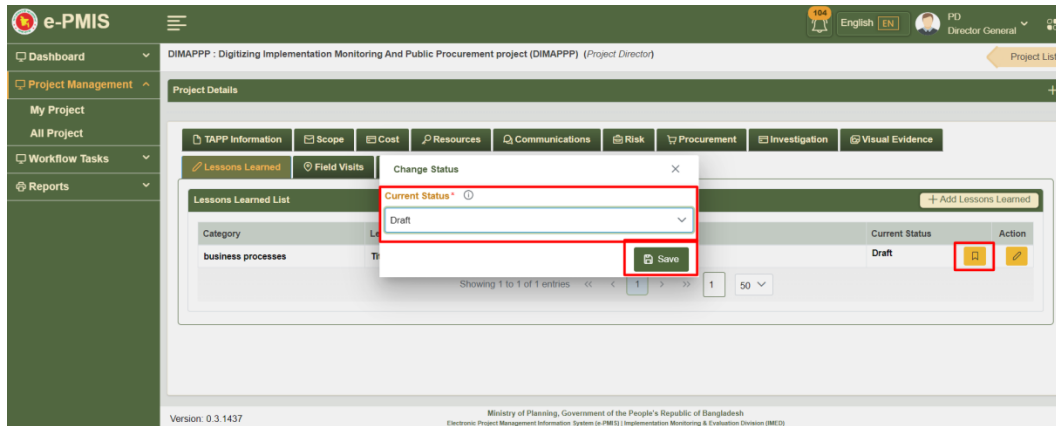 e-PMIS
104
English EN
PD
Director General
Dashboard
Project Management
My Project
All Project
Workflow Tasks
Reports
DIMAPPP : Digitizing Implementation Monitoring And Public Procurement project (DIMAPPP) (Project Director)
Project List
Project Details
TAPP Information Scope Cost Resources Communications Risk Procurement Investigation Visual Evidence
Lessons Learned Field Visits
Change Status
Current Status*
Draft
Save
Lessons Learned List
+ Add Lessons Learned
Category Le Current Status Action
business processes Draft
Showing 1 to 1 of 1 entries << < 1 > >> 1 50
Version: 0.3.1437
Ministry of Planning, Government of the People's Republic of Bangladesh
Electronic Project Management Information System (e-PMIS) | Implementation Monitoring & Evaluation Division (IMED)